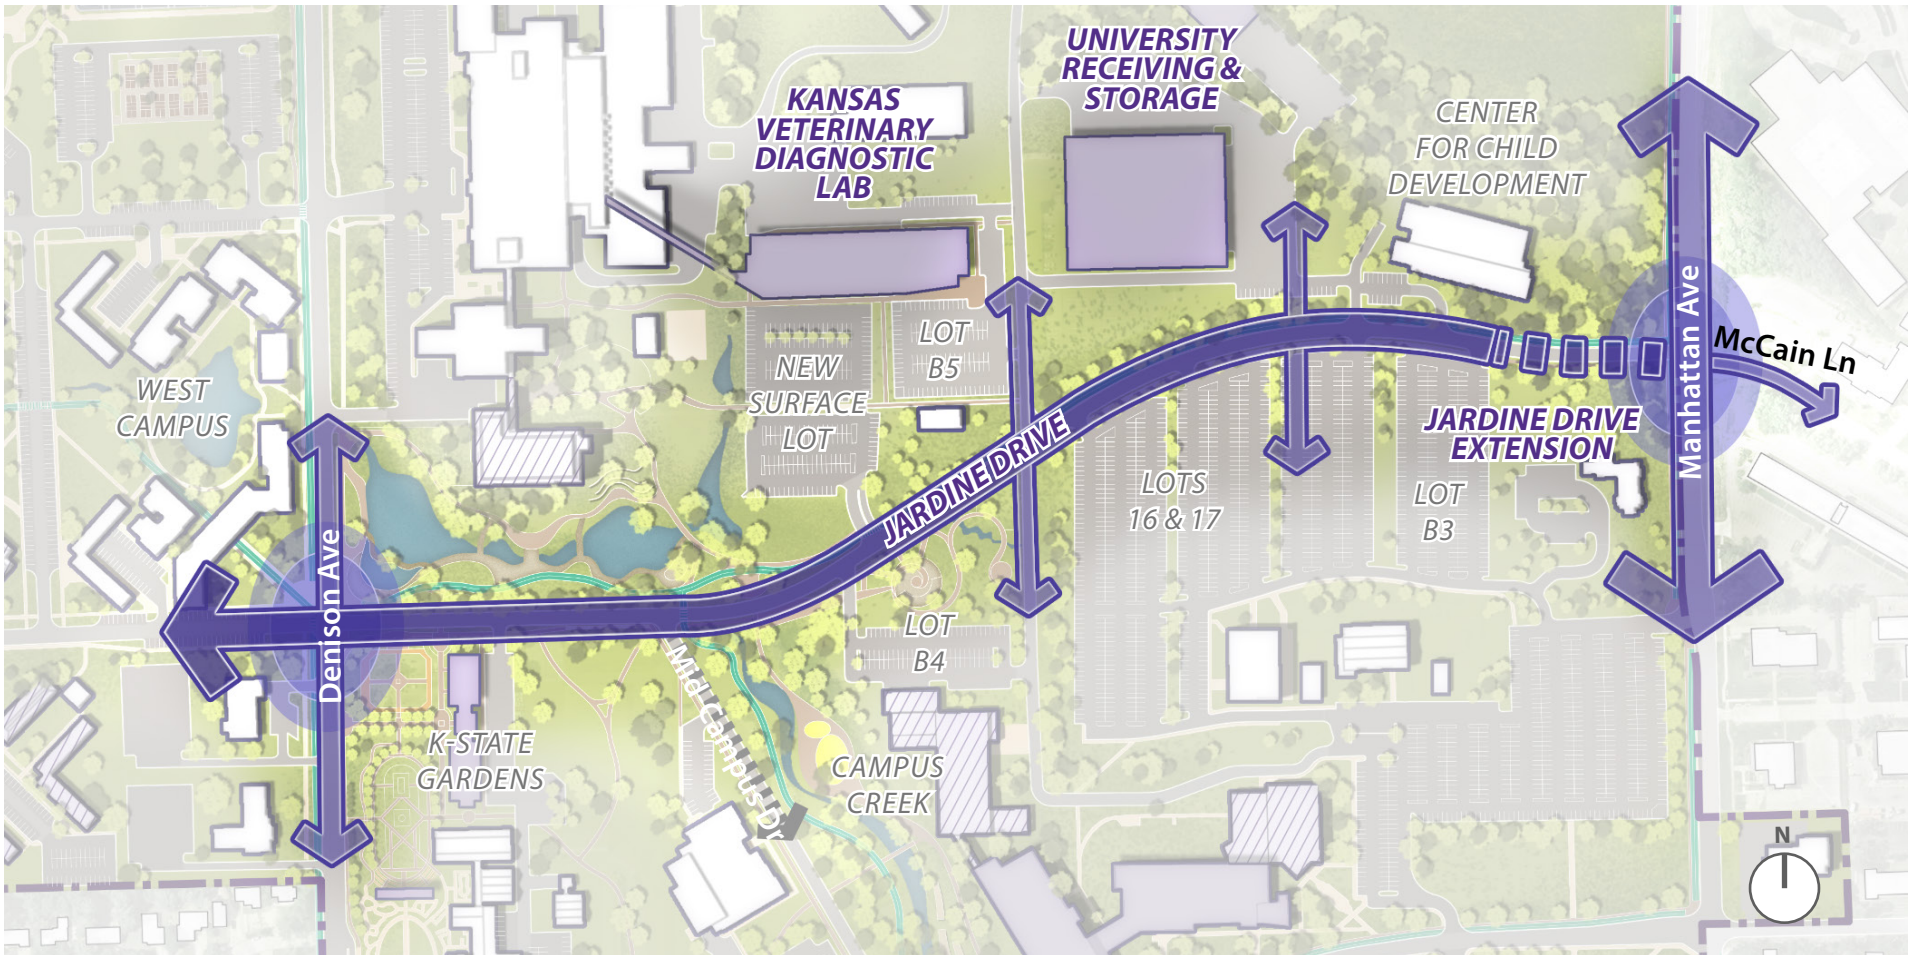 UNIVERSITY
RECEIVING &
STORAGE
KANSAS
VETERINARY
DIAGNOSTIC
LAB
CENTER
FOR CHILD
DEVELOPMENT
Manhattan Ave
McCain Ln
LOT
B5
NEW
SURFACE
LOT
WEST
CAMPUS
JARDINE DRIVE
JARDINE DRIVE
EXTENSION
LOTS
16 & 17
LOT
B3
Denison Ave
LOT
B4
Mid Campus Dr
K-STATE
GARDENS
CAMPUS
CREEK
N